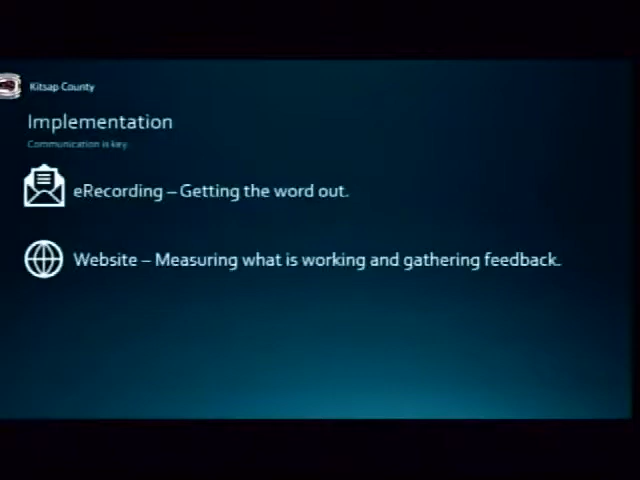 Kitsap County
Implementation
Communication is key.
eRecording – Getting the word out.
Website – Measuring what is working and gathering feedback.